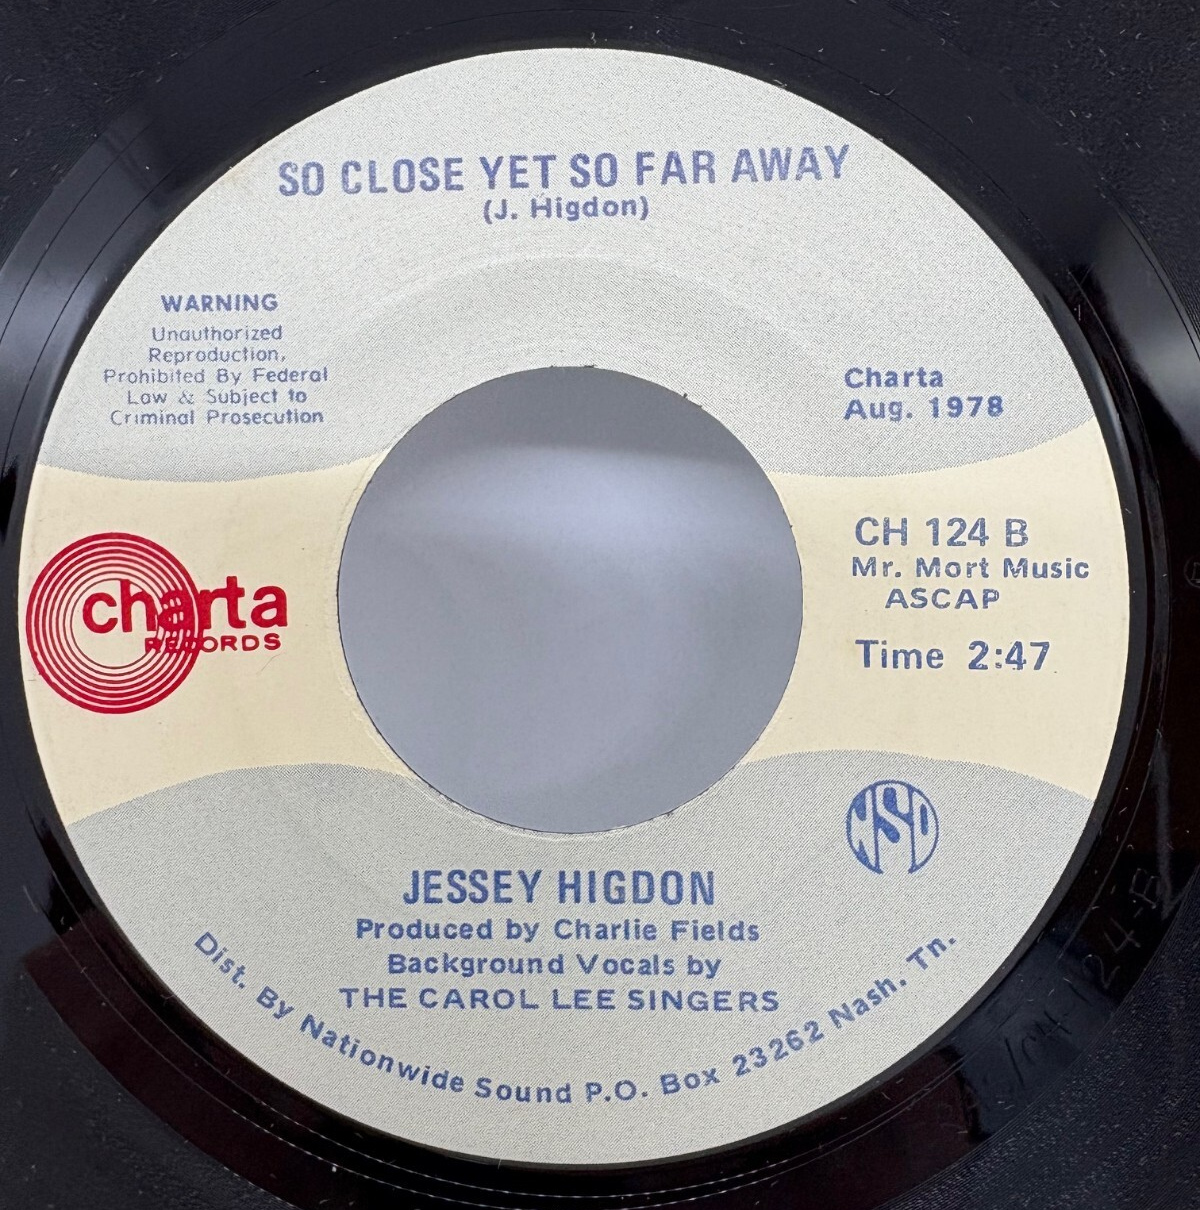 SO CLOSE YET SO FAR AWAY
(J. Higdon)
WARNING
Unauthorized
Reproduction,
Prohibited By Federal
Law & Subject to
Criminal Prosecution
Charta
Aug. 1978
charta
RECORDS
CH 124 B
Mr. Mort Music
ASCAP
Time 2:47
NSD
JESSEY HIGDON
Produced by Charlie Fields
Background Vocals by
THE CAROL LEE SINGERS
Dist. By Nationwide Sound P.O. Box 23262 Nash. Tn.